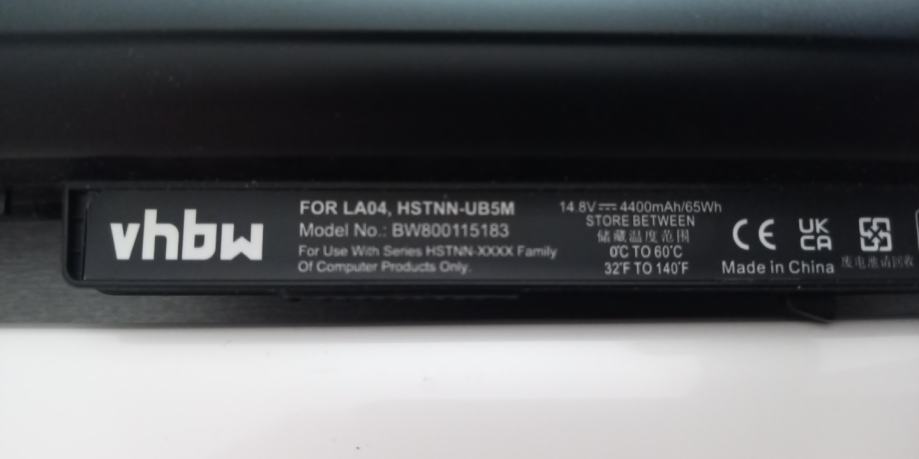 vhbw
FOR LA04, HSTNN-UB5M
Model No.: BW800115183
For Use With Series HSTNN-XXXX Family
Of Computer Products Only.
14.8V⎓ 4400mAh/65Wh
STORE BETWEEN
储藏温度范围
0℃ TO 60℃
32°F TO 140°F
CE
UK
CA
Made in China
废电池请回收